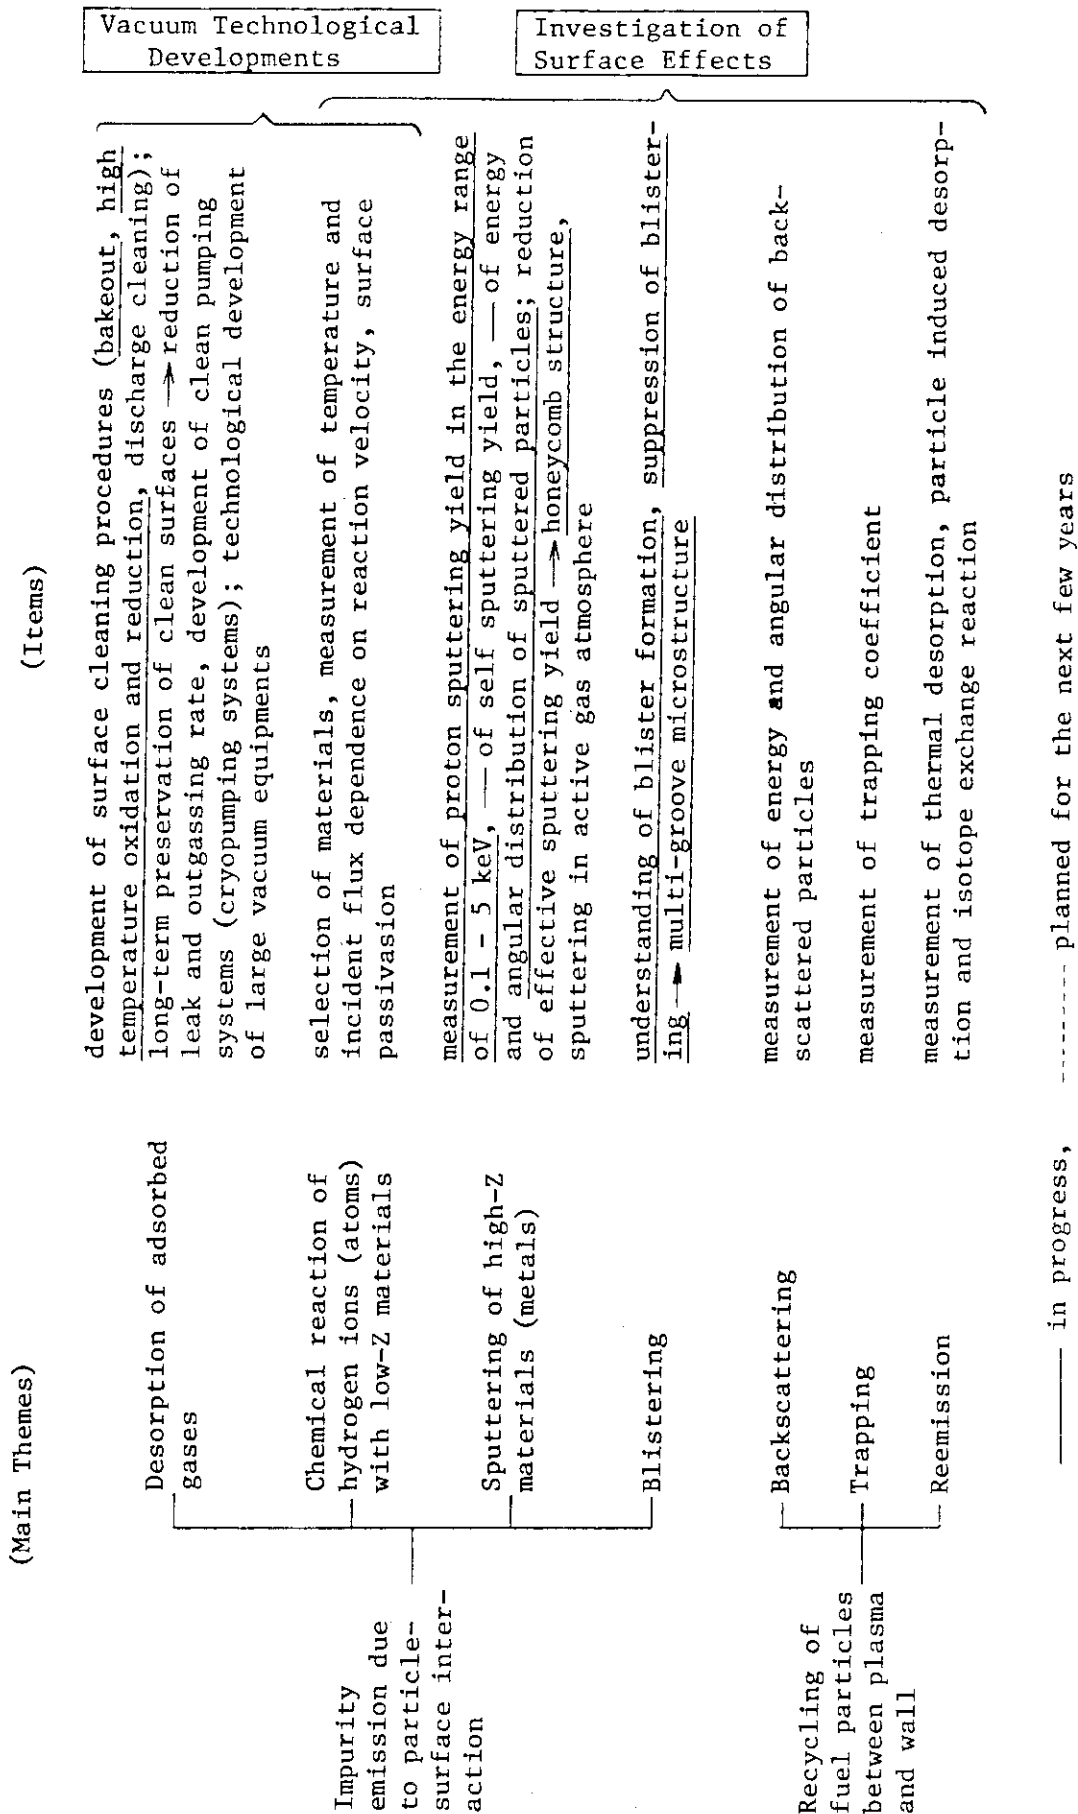 (Main Themes)
(Items)
Impurity
emission due
to particle-
surface inter-
action
Desorption of adsorbed
gases
development of surface cleaning procedures (bakeout, high
temperature oxidation and reduction, discharge cleaning);
long-term preservation of clean surfaces → reduction of
leak and outgassing rate, development of clean pumping
systems (cryopumping systems); technological development
of large vacuum equipments
Vacuum Technological
Developments
Chemical reaction of
hydrogen ions (atoms)
with low-Z materials
selection of materials, measurement of temperature and
incident flux dependence on reaction velocity, surface
passivasion
Sputtering of high-Z
materials (metals)
measurement of proton sputtering yield in the energy range
of 0.1 - 5 keV, — of self sputtering yield, — of energy
and angular distribution of sputtered particles; reduction
of effective sputtering yield → honeycomb structure,
sputtering in active gas atmosphere
Investigation of
Surface Effects
Blistering
understanding of blister formation, suppression of blister-
ing → multi-groove microstructure
Recycling of
fuel particles
between plasma
and wall
Backscattering
measurement of energy and angular distribution of back-
scattered particles
Trapping
measurement of trapping coefficient
Reemission
measurement of thermal desorption, particle induced desorp-
tion and isotope exchange reaction
—— in progress, ------- planned for the next few years